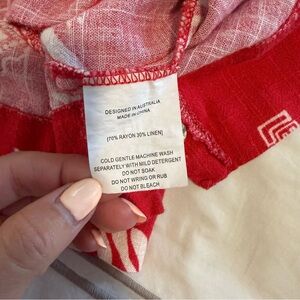 DESIGNED IN AUSTRALIA
MADE IN CHINA
(70% RAYON 30% LINEN)
COLD GENTLE MACHINE WASH
SEPARATELY WITH MILD DETERGENT
DO NOT SOAK
DO NOT WRING OR RUB
DO NOT BLEACH